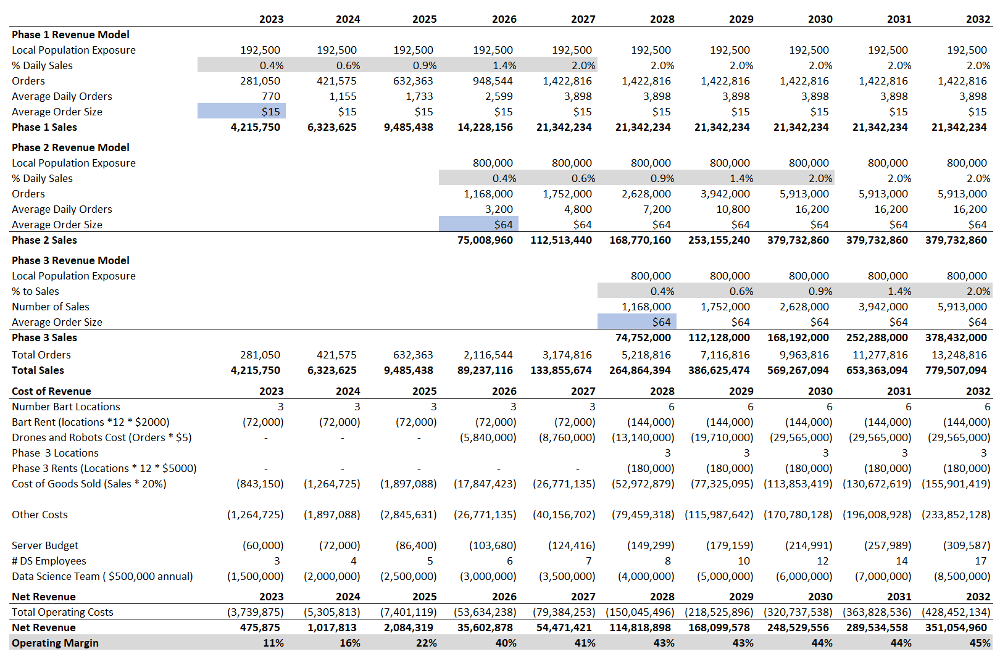 2023 2024 2025 2026 2027 2028 2029 2030 2031 2032
Phase 1 Revenue Model
Local Population Exposure 192,500 192,500 192,500 192,500 192,500 192,500 192,500 192,500 192,500 192,500
% Daily Sales 0.4% 0.6% 0.9% 1.4% 2.0% 2.0% 2.0% 2.0% 2.0% 2.0%
Orders 281,050 421,575 632,363 948,544 1,422,816 1,422,816 1,422,816 1,422,816 1,422,816 1,422,816
Average Daily Orders 770 1,155 1,733 2,599 3,898 3,898 3,898 3,898 3,898 3,898
Average Order Size $15 $15 $15 $15 $15 $15 $15 $15 $15 $15
Phase 1 Sales 4,215,750 6,323,625 9,485,438 14,228,156 21,342,234 21,342,234 21,342,234 21,342,234 21,342,234 21,342,234
Phase 2 Revenue Model
Local Population Exposure 800,000 800,000 800,000 800,000 800,000 800,000 800,000
% Daily Sales 0.4% 0.6% 0.9% 1.4% 2.0% 2.0% 2.0%
Orders 1,168,000 1,752,000 2,628,000 3,942,000 5,913,000 5,913,000 5,913,000
Average Daily Orders 3,200 4,800 7,200 10,800 16,200 16,200 16,200
Average Order Size $64 $64 $64 $64 $64 $64 $64
Phase 2 Sales 75,008,960 112,513,440 168,770,160 253,155,240 379,732,860 379,732,860 379,732,860
Phase 3 Revenue Model
Local Population Exposure 800,000 800,000 800,000 800,000 800,000
% to Sales 0.4% 0.6% 0.9% 1.4% 2.0%
Number of Sales 1,168,000 1,752,000 2,628,000 3,942,000 5,913,000
Average Order Size $64 $64 $64 $64 $64
Phase 3 Sales 74,752,000 112,128,000 168,192,000 252,288,000 378,432,000
Total Orders 281,050 421,575 632,363 2,116,544 3,174,816 5,218,816 7,116,816 9,963,816 11,277,816 13,248,816
Total Sales 4,215,750 6,323,625 9,485,438 89,237,116 133,855,674 264,864,394 386,625,474 569,267,094 653,363,094 779,507,094
Cost of Revenue 2023 2024 2025 2026 2027 2028 2029 2030 2031 2032
Number Bart Locations 3 3 3 3 3 6 6 6 6 6
Bart Rent (locations *12 * $2000) (72,000) (72,000) (72,000) (72,000) (72,000) (144,000) (144,000) (144,000) (144,000) (144,000)
Drones and Robots Cost (Orders * $5) - - - (5,840,000) (8,760,000) (13,140,000) (19,710,000) (29,565,000) (29,565,000) (29,565,000)
Phase 3 Locations 3 3 3 3 3
Phase 3 Rents (Locations * 12 * $5000) - - - - - (180,000) (180,000) (180,000) (180,000) (180,000)
Cost of Goods Sold (Sales * 20%) (843,150) (1,264,725) (1,897,088) (17,847,423) (26,771,135) (52,972,879) (77,325,095) (113,853,419) (130,672,619) (155,901,419)
Other Costs (1,264,725) (1,897,088) (2,845,631) (26,771,135) (40,156,702) (79,459,318) (115,987,642) (170,780,128) (196,008,928) (233,852,128)
Server Budget (60,000) (72,000) (86,400) (103,680) (124,416) (149,299) (179,159) (214,991) (257,989) (309,587)
# DS Employees 3 4 5 6 7 8 10 12 14 17
Data Science Team ( $500,000 annual) (1,500,000) (2,000,000) (2,500,000) (3,000,000) (3,500,000) (4,000,000) (5,000,000) (6,000,000) (7,000,000) (8,500,000)
Net Revenue 2023 2024 2025 2026 2027 2028 2029 2030 2031 2032
Total Operating Costs (3,739,875) (5,305,813) (7,401,119) (53,634,238) (79,384,253) (150,045,496) (218,525,896) (320,737,538) (363,828,536) (428,452,134)
Net Revenue 475,875 1,017,813 2,084,319 35,602,878 54,471,421 114,818,898 168,099,578 248,529,556 289,534,558 351,054,960
Operating Margin 11% 16% 22% 40% 41% 43% 43% 44% 44% 45%